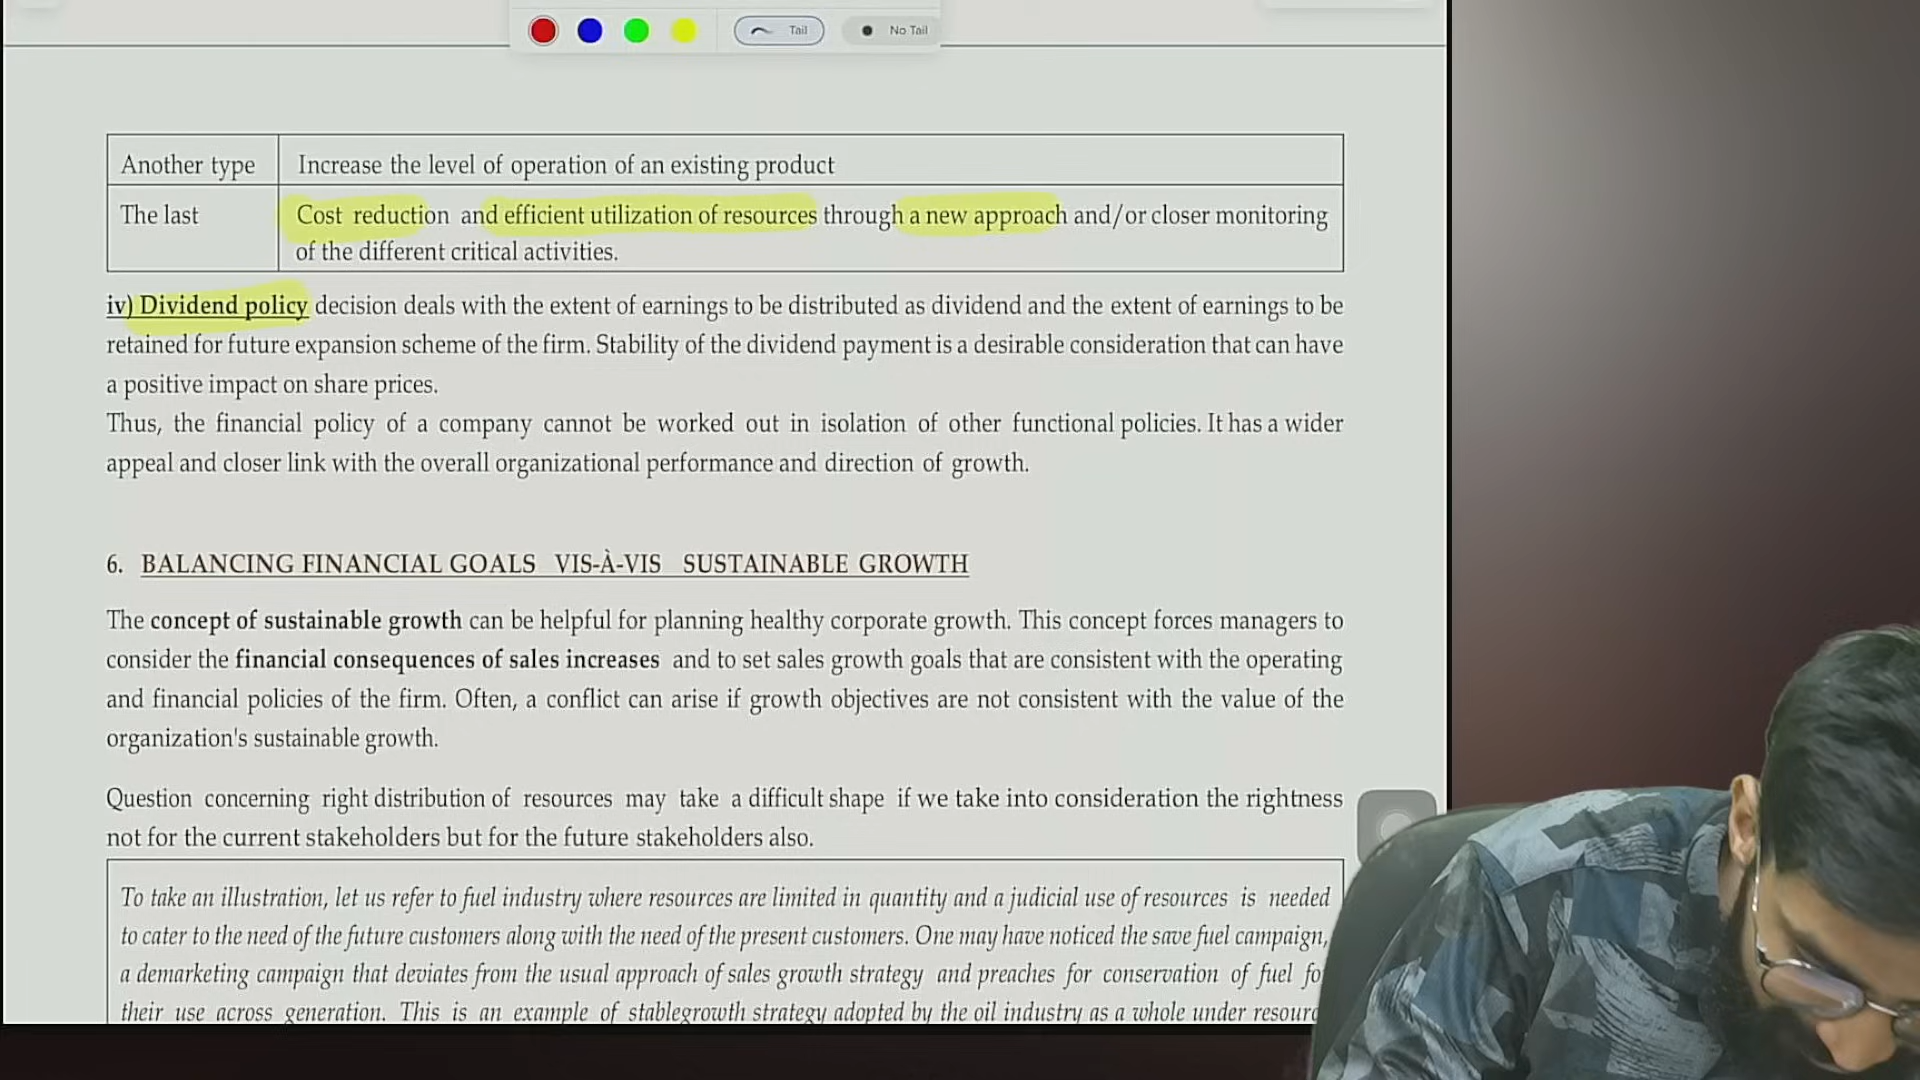 Tail
No Tail
Another type Increase the level of operation of an existing product
The last Cost reduction and efficient utilization of resources through a new approach and/or closer monitoring
of the different critical activities.
iv) Dividend policy decision deals with the extent of earnings to be distributed as dividend and the extent of earnings to be
retained for future expansion scheme of the firm. Stability of the dividend payment is a desirable consideration that can have
a positive impact on share prices.
Thus, the financial policy of a company cannot be worked out in isolation of other functional policies. It has a wider
appeal and closer link with the overall organizational performance and direction of growth.
6. BALANCING FINANCIAL GOALS VIS-À-VIS SUSTAINABLE GROWTH
The concept of sustainable growth can be helpful for planning healthy corporate growth. This concept forces managers to
consider the financial consequences of sales increases and to set sales growth goals that are consistent with the operating
and financial policies of the firm. Often, a conflict can arise if growth objectives are not consistent with the value of the
organization's sustainable growth.
Question concerning right distribution of resources may take a difficult shape if we take into consideration the rightness
not for the current stakeholders but for the future stakeholders also.
To take an illustration, let us refer to fuel industry where resources are limited in quantity and a judicial use of resources is needed
to cater to the need of the future customers along with the need of the present customers. One may have noticed the save fuel campaign,
a demarketing campaign that deviates from the usual approach of sales growth strategy and preaches for conservation of fuel
their use across generation. This is an example of stablegrowth strategy adopted by the oil industry as a whole under